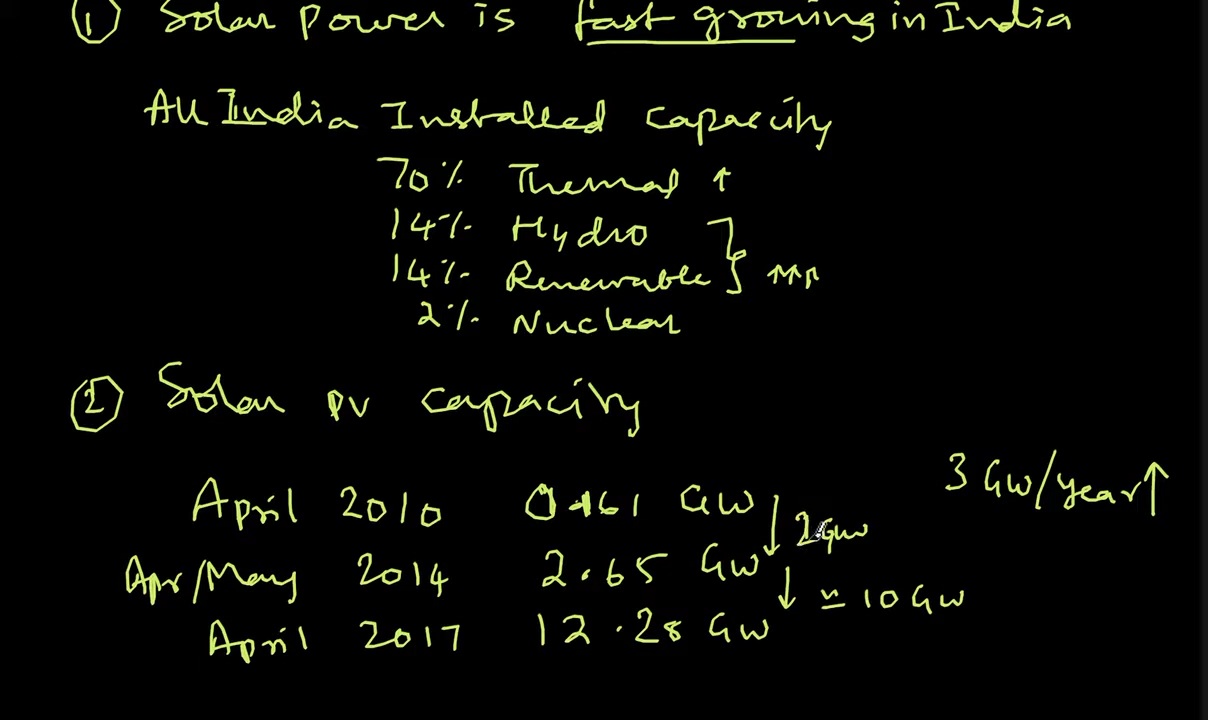 ① Solar power is fast growing in India
All India Installed capacity
70% Thermal ↑
14% Hydro
14% Renewable ↑↑↑
2% Nuclear
② Solar PV capacity
3 GW/year ↑
April 2010 0.161 GW
↓ 2GW
Apr/May 2014 2.65 GW
↓ ≃ 10 GW
April 2017 12.28 GW